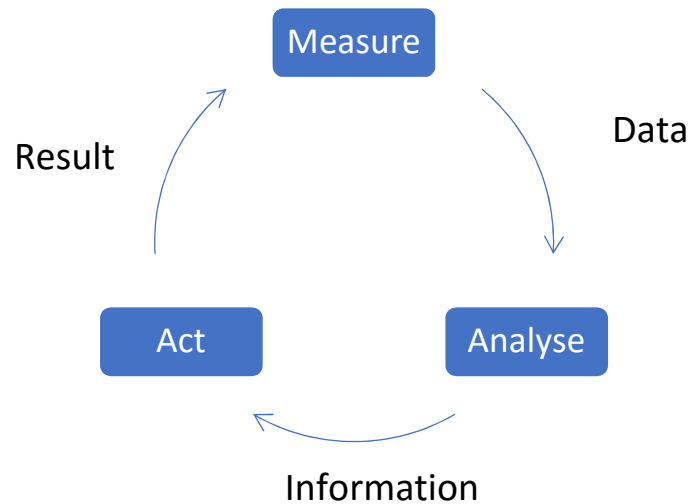 Measure
Data
Result
Act
Analyse
Information